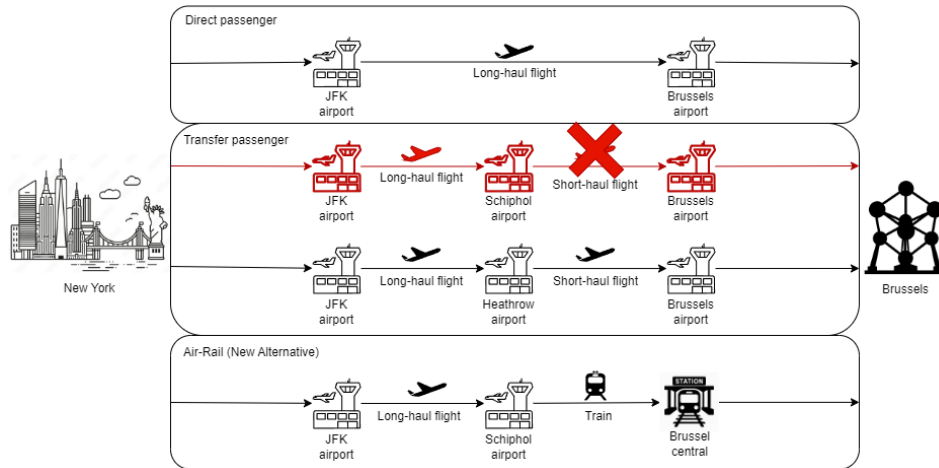 Direct passenger
Long-haul flight
JFK
airport
Brussels
airport
Transfer passenger
Long-haul flight
Short-haul flight
JFK
airport
Schiphol
airport
Brussels
airport
New York
Brussels
Long-haul flight
Short-haul flight
JFK
airport
Heathrow
airport
Brussels
airport
Air-Rail (New Alternative)
STATION
Long-haul flight
Train
JFK
airport
Schiphol
airport
Brussel
central